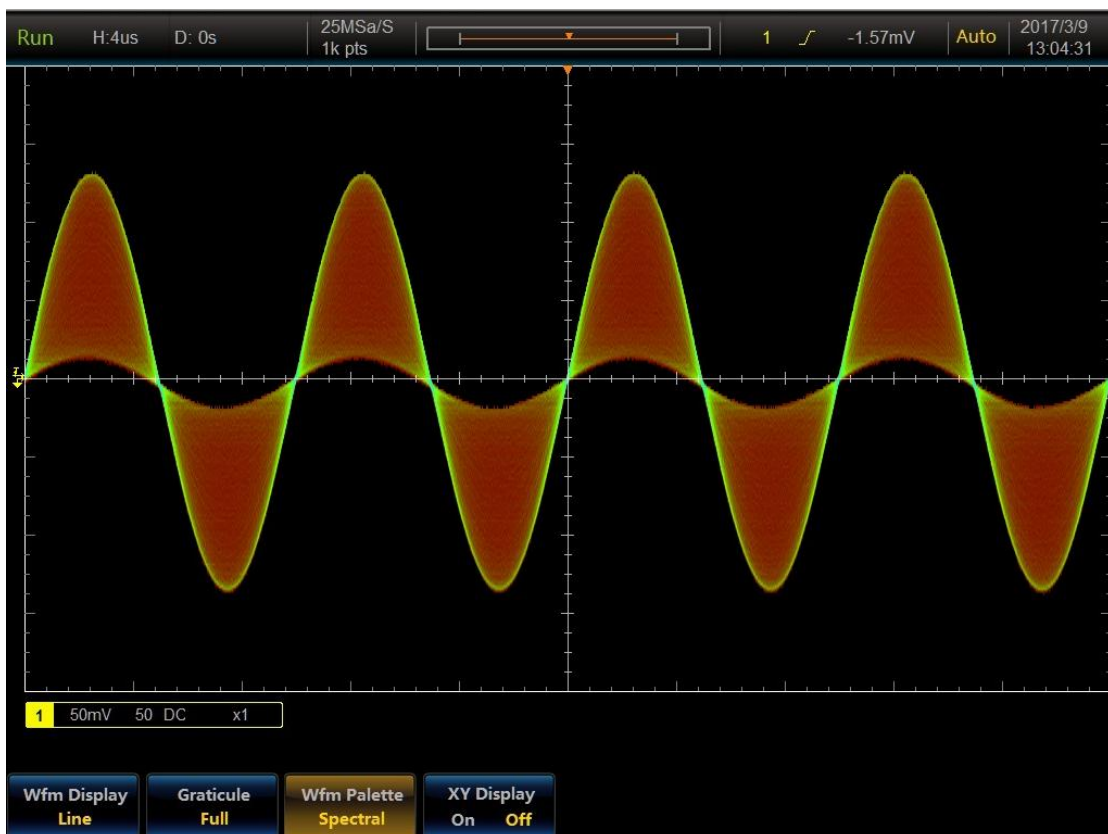 Run H:4us D: 0s 25MSa/S 1 -1.57mV Auto 2017/3/9
1k pts 13:04:31
1 50mV 50 DC x1
Wfm Display Graticule Wfm Palette XY Display
Line Full Spectral On Off